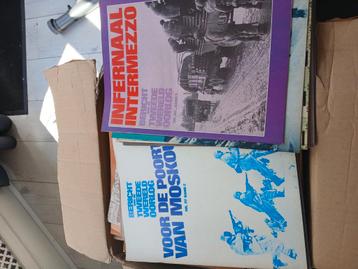 INFERNAAL
INTERMEZZO
BERICHT
TWEEDE
WERELD
OORLOG
BERICHT
TWEEDE
WERELD
OORLOG
VOOR DE POORT
VAN MOSKOU